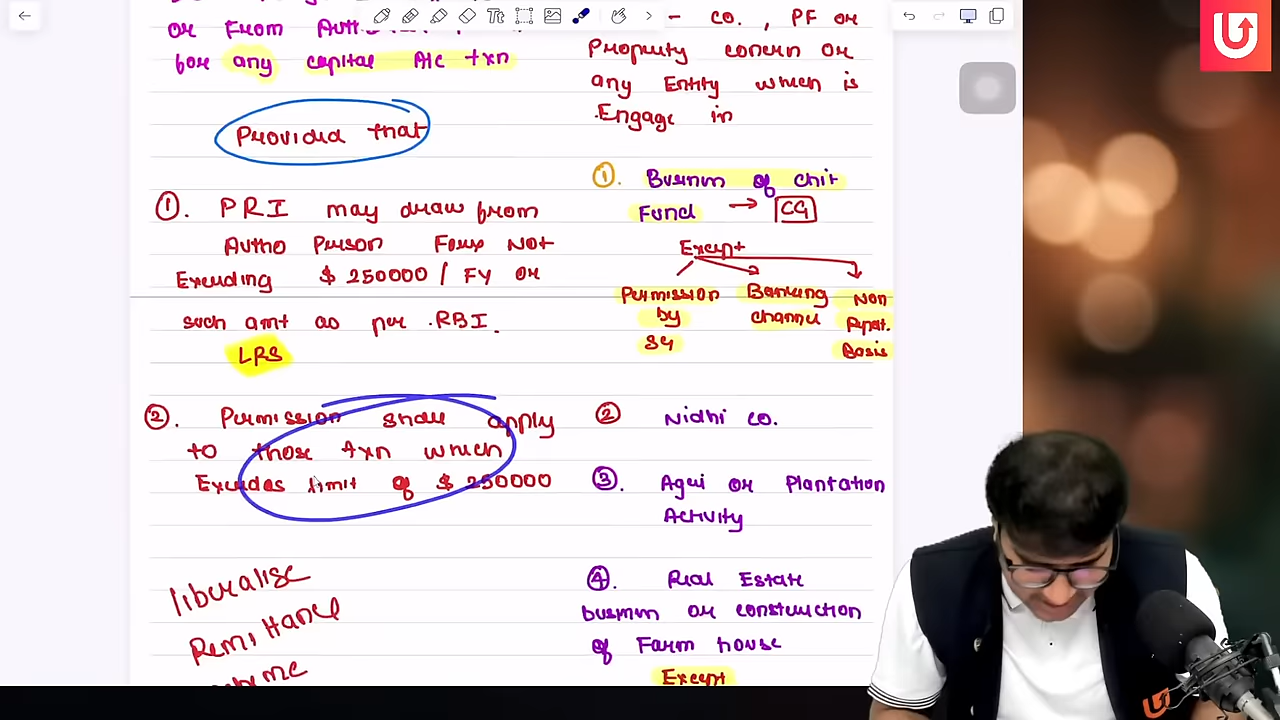 or From
for any capital A/c txn
Provided that
①. PRI may draw from
Autho Person Forex Not
Exceeding $ 250000 / FY or
such amt as per .RBI.
LRS
②. Permission shall apply
to those txn which
Exceedes limit of $ 250000
liberalise
Remittance
- CO. , PF or
Property concern or
any Entity which is
Engage in
①. Business of Chit
Fund → CG
Except
Permission by SG
Banking channel
Non Repat. Basis
② Nidhi co.
③. Agri or Plantation
Activity
④. Real Estate
business or construction
of Farm house
Except